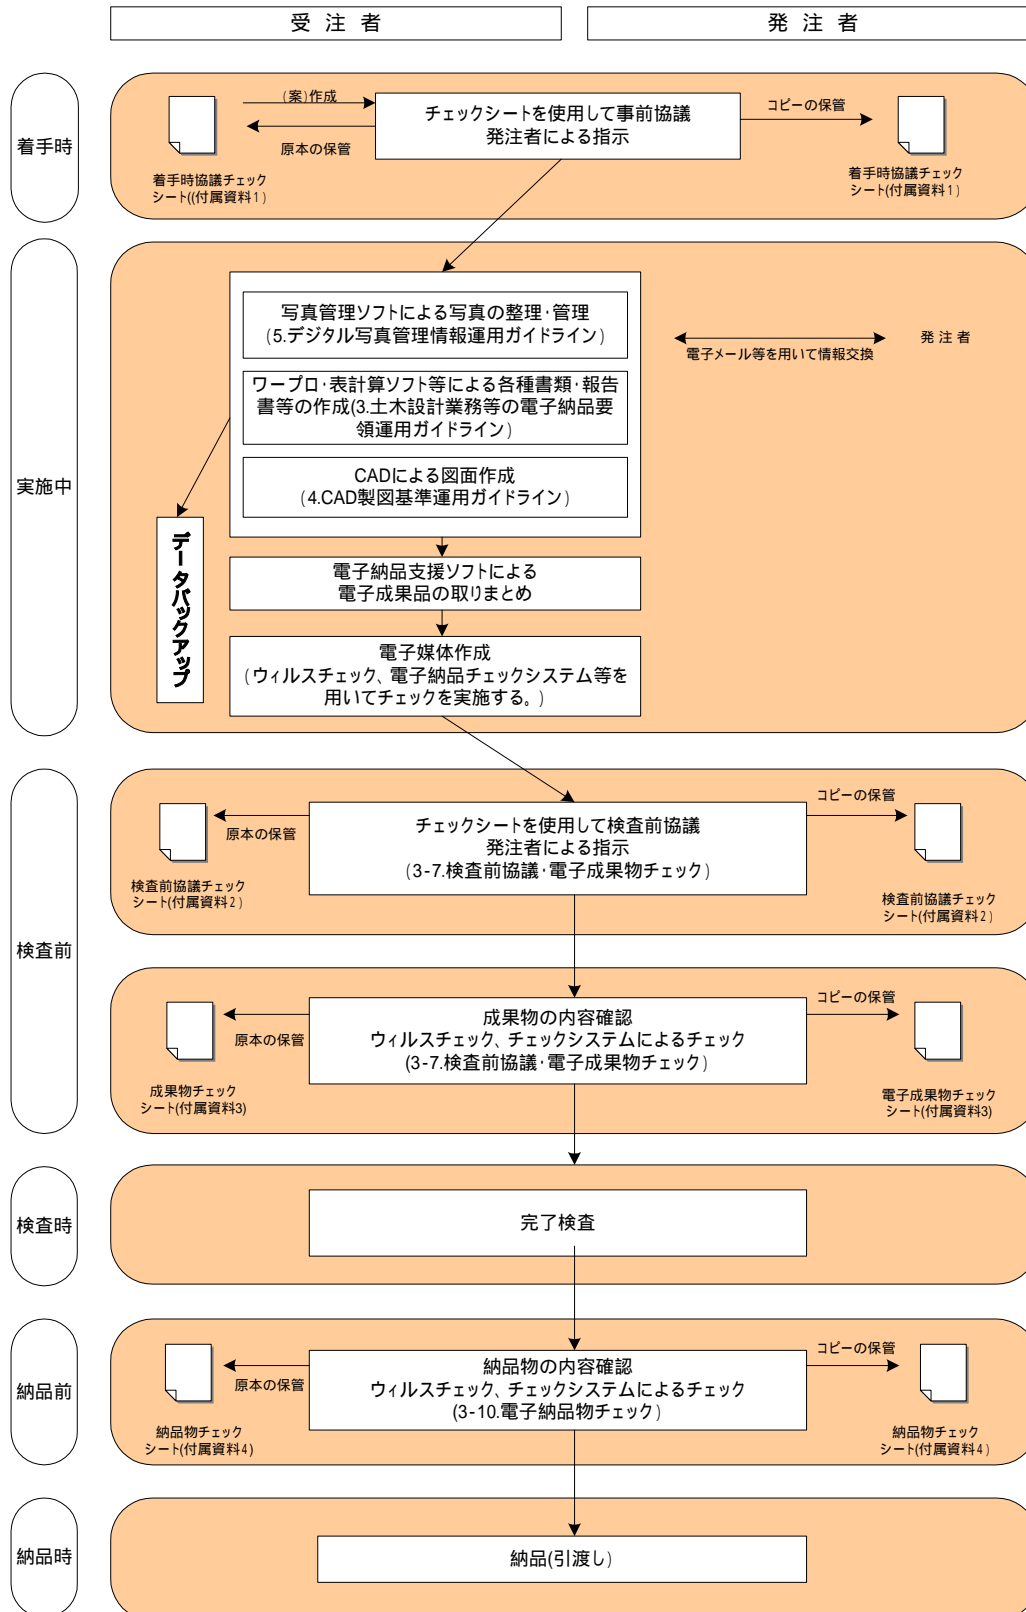 受 注 者
発 注 者
着手時
(案)作成
原本の保管
チェックシートを使用して事前協議
発注者による指示
コピーの保管
着手時協議チェック
シート((付属資料1)
着手時協議チェック
シート(付属資料1)
実施中
写真管理ソフトによる写真の整理・管理
(5.デジタル写真管理情報運用ガイドライン)
ワープロ・表計算ソフト等による各種書類・報告
書等の作成(3.土木設計業務等の電子納品要
領運用ガイドライン)
CADによる図面作成
(4.CAD製図基準運用ガイドライン)
電子メール等を用いて情報交換
発 注 者
データバックアップ
電子納品支援ソフトによる
電子成果品の取りまとめ
電子媒体作成
(ウィルスチェック、電子納品チェックシステム等を
用いてチェックを実施する。)
検査前
原本の保管
チェックシートを使用して検査前協議
発注者による指示
(3-7.検査前協議・電子成果物チェック)
コピーの保管
検査前協議チェック
シート(付属資料2)
検査前協議チェック
シート(付属資料2)
原本の保管
成果物の内容確認
ウィルスチェック、チェックシステムによるチェック
(3-7.検査前協議・電子成果物チェック)
コピーの保管
成果物チェック
シート(付属資料3)
電子成果物チェック
シート(付属資料3)
検査時
完了検査
納品前
原本の保管
納品物の内容確認
ウィルスチェック、チェックシステムによるチェック
(3-10.電子納品物チェック)
コピーの保管
納品物チェック
シート(付属資料4)
納品物チェック
シート(付属資料4)
納品時
納品(引渡し)